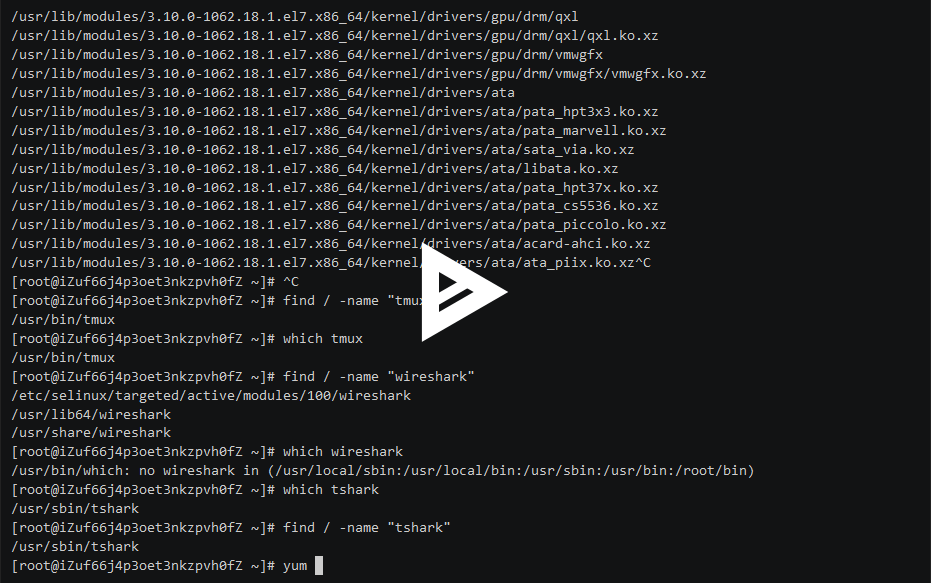 /usr/lib/modules/3.10.0-1062.18.1.el7.x86_64/kernel/drivers/gpu/drm/qxl
/usr/lib/modules/3.10.0-1062.18.1.el7.x86_64/kernel/drivers/gpu/drm/qxl/qxl.ko.xz
/usr/lib/modules/3.10.0-1062.18.1.el7.x86_64/kernel/drivers/gpu/drm/vmwgfx
/usr/lib/modules/3.10.0-1062.18.1.el7.x86_64/kernel/drivers/gpu/drm/vmwgfx/vmwgfx.ko.xz
/usr/lib/modules/3.10.0-1062.18.1.el7.x86_64/kernel/drivers/ata
/usr/lib/modules/3.10.0-1062.18.1.el7.x86_64/kernel/drivers/ata/pata_hpt3x3.ko.xz
/usr/lib/modules/3.10.0-1062.18.1.el7.x86_64/kernel/drivers/ata/pata_marvell.ko.xz
/usr/lib/modules/3.10.0-1062.18.1.el7.x86_64/kernel/drivers/ata/sata_via.ko.xz
/usr/lib/modules/3.10.0-1062.18.1.el7.x86_64/kernel/drivers/ata/libata.ko.xz
/usr/lib/modules/3.10.0-1062.18.1.el7.x86_64/kernel/drivers/ata/pata_hpt37x.ko.xz
/usr/lib/modules/3.10.0-1062.18.1.el7.x86_64/kernel/drivers/ata/pata_cs5536.ko.xz
/usr/lib/modules/3.10.0-1062.18.1.el7.x86_64/kernel/drivers/ata/pata_piccolo.ko.xz
/usr/lib/modules/3.10.0-1062.18.1.el7.x86_64/kernel/drivers/ata/acard-ahci.ko.xz
/usr/lib/modules/3.10.0-1062.18.1.el7.x86_64/kernel/drivers/ata/ata_piix.ko.xz^C
[root@iZuf66j4p3oet3nkzpvh0fZ ~]# ^C
[root@iZuf66j4p3oet3nkzpvh0fZ ~]# find / -name "tmux
/usr/bin/tmux
[root@iZuf66j4p3oet3nkzpvh0fZ ~]# which tmux
/usr/bin/tmux
[root@iZuf66j4p3oet3nkzpvh0fZ ~]# find / -name "wireshark"
/etc/selinux/targeted/active/modules/100/wireshark
/usr/lib64/wireshark
/usr/share/wireshark
[root@iZuf66j4p3oet3nkzpvh0fZ ~]# which wireshark
/usr/bin/which: no wireshark in (/usr/local/sbin:/usr/local/bin:/usr/sbin:/usr/bin:/root/bin)
[root@iZuf66j4p3oet3nkzpvh0fZ ~]# which tshark
/usr/sbin/tshark
[root@iZuf66j4p3oet3nkzpvh0fZ ~]# find / -name "tshark"
/usr/sbin/tshark
[root@iZuf66j4p3oet3nkzpvh0fZ ~]# yum